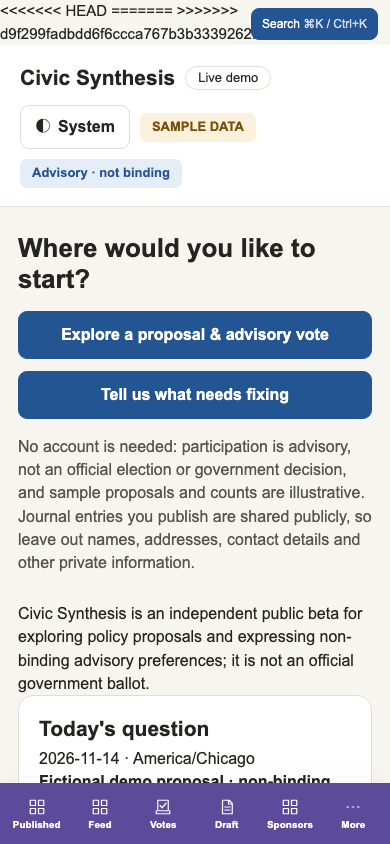 <<<<<<< HEAD ======= >>>>>>>
Search ⌘K / Ctrl+K
Civic Synthesis
Live demo
System
SAMPLE DATA
Advisory · not binding
Where would you like to
start?
Explore a proposal & advisory vote
Tell us what needs fixing
No account is needed: participation is advisory,
not an official election or government decision,
and sample proposals and counts are illustrative.
Journal entries you publish are shared publicly, so
leave out names, addresses, contact details and
other private information.
Civic Synthesis is an independent public beta for
exploring policy proposals and expressing non-
binding advisory preferences; it is not an official
government ballot.
Today's question
2026-11-14 · America/Chicago
Fictional demo proposal · non-binding
Published
Feed
Votes
Draft
Sponsors
More